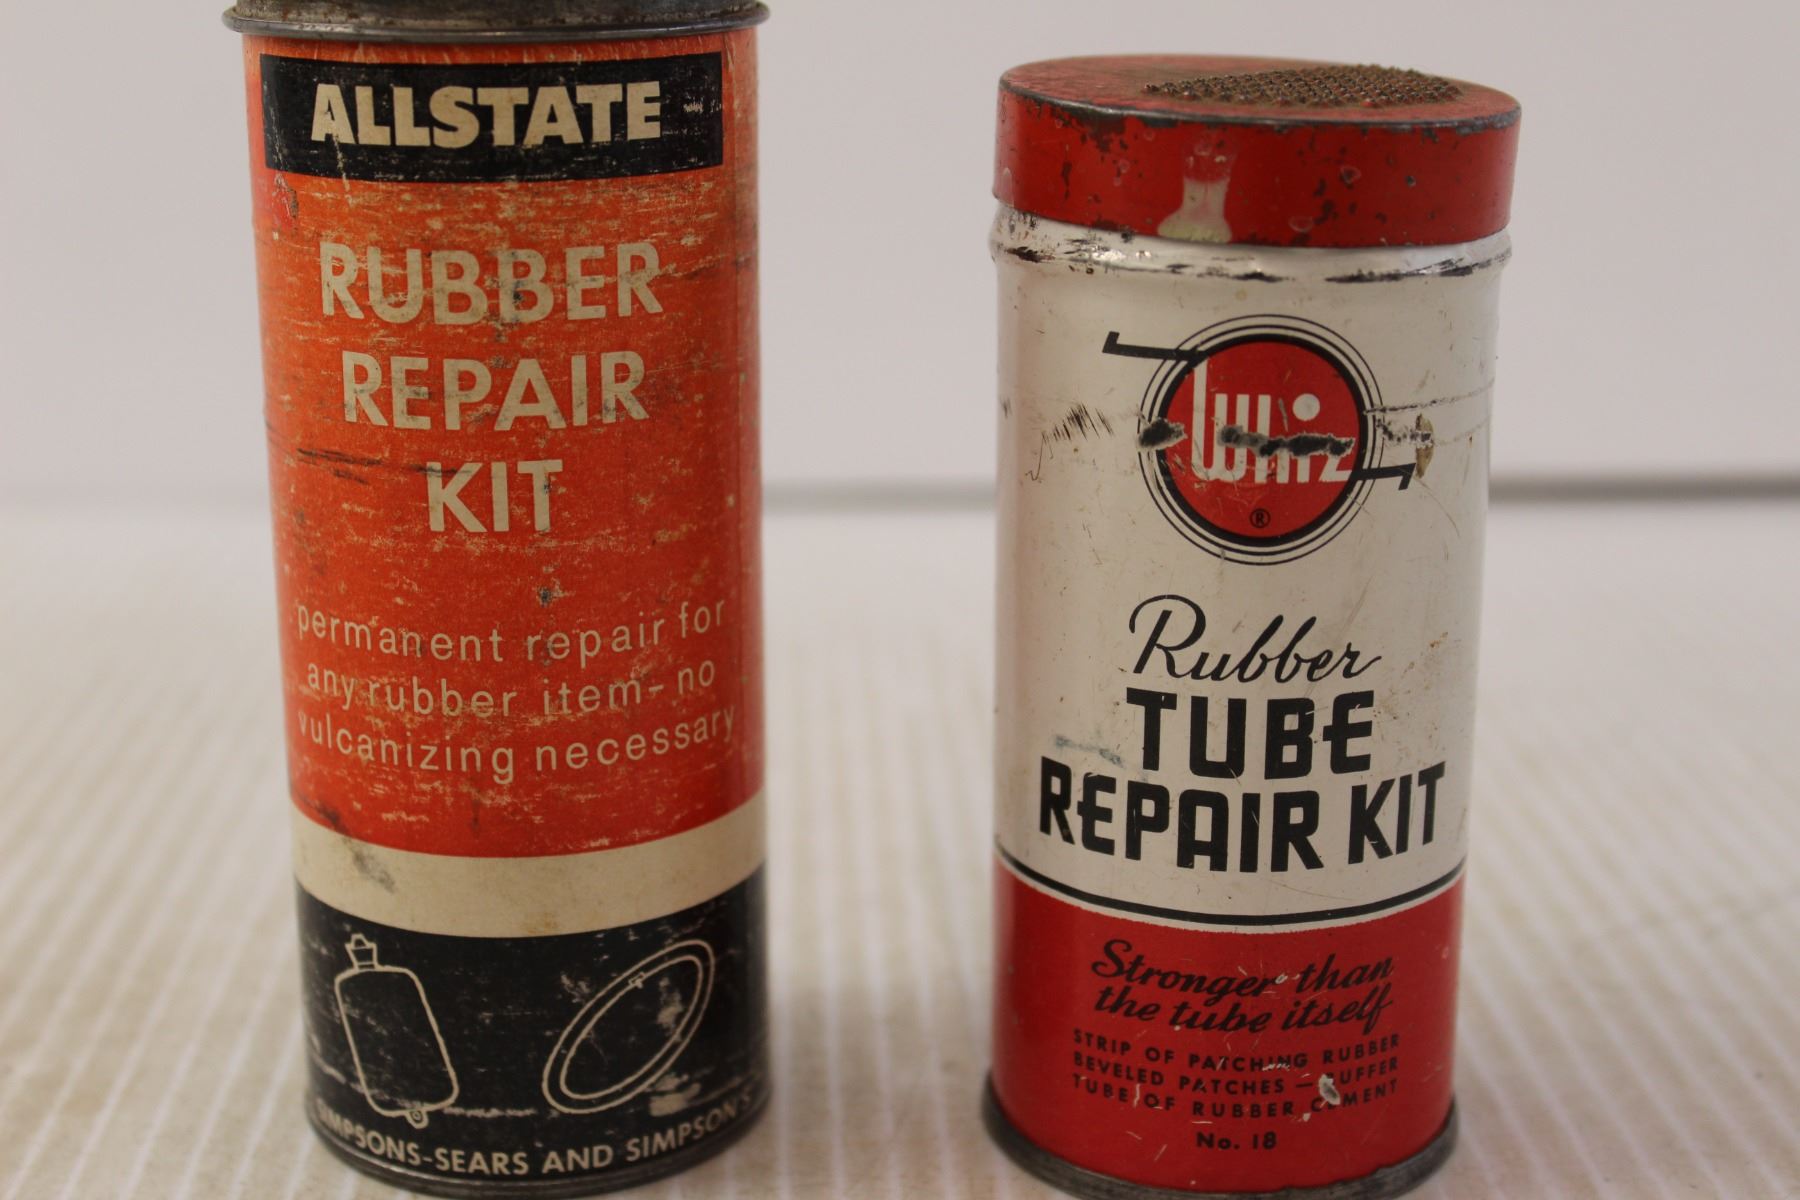 ALLSTATE
RUBBER
REPAIR
KIT
permanent repair for
any rubber item- no
vulcanizing necessary
SIMPSONS-SEARS AND SIMPSON'S
Whiz
®
Rubber
TUBE
REPAIR KIT
Stronger than
the tube itself
STRIP OF PATCHING RUBBER
BEVELED PATCHES — BUFFER
TUBE OF RUBBER CEMENT
No. 18